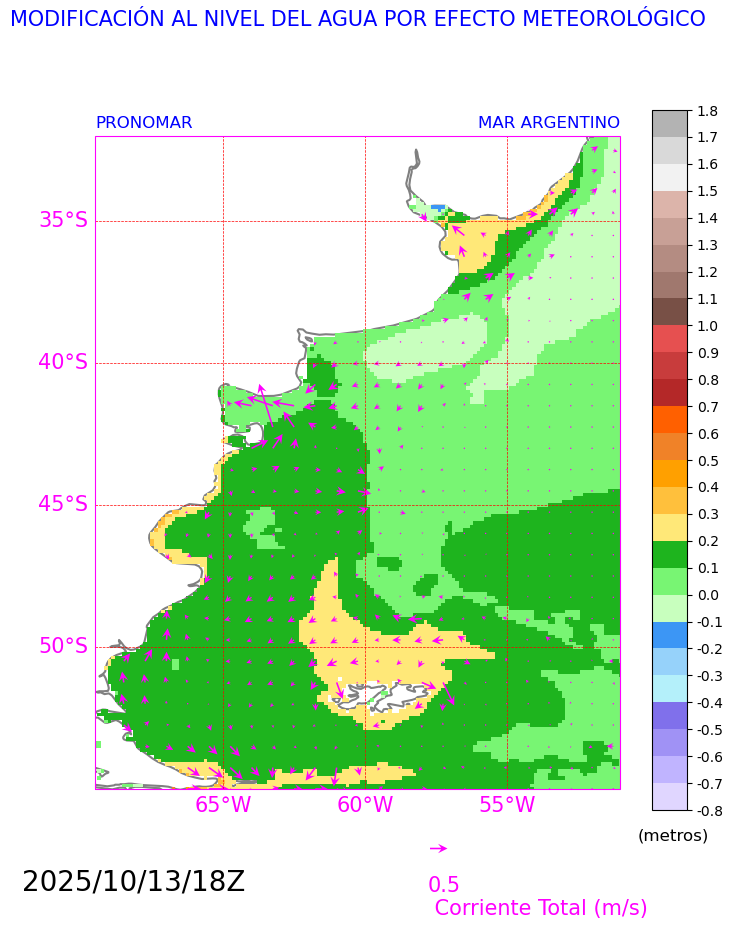 MODIFICACIÓN AL NIVEL DEL AGUA POR EFECTO METEOROLÓGICO
PRONOMAR MAR ARGENTINO
35°S
40°S
45°S
50°S
65°W 60°W 55°W
1.8
1.7
1.6
1.5
1.4
1.3
1.2
1.1
1.0
0.9
0.8
0.7
0.6
0.5
0.4
0.3
0.2
0.1
0.0
-0.1
-0.2
-0.3
-0.4
-0.5
-0.6
-0.7
-0.8
(metros)
2025/10/13/18Z
0.5
Corriente Total (m/s)